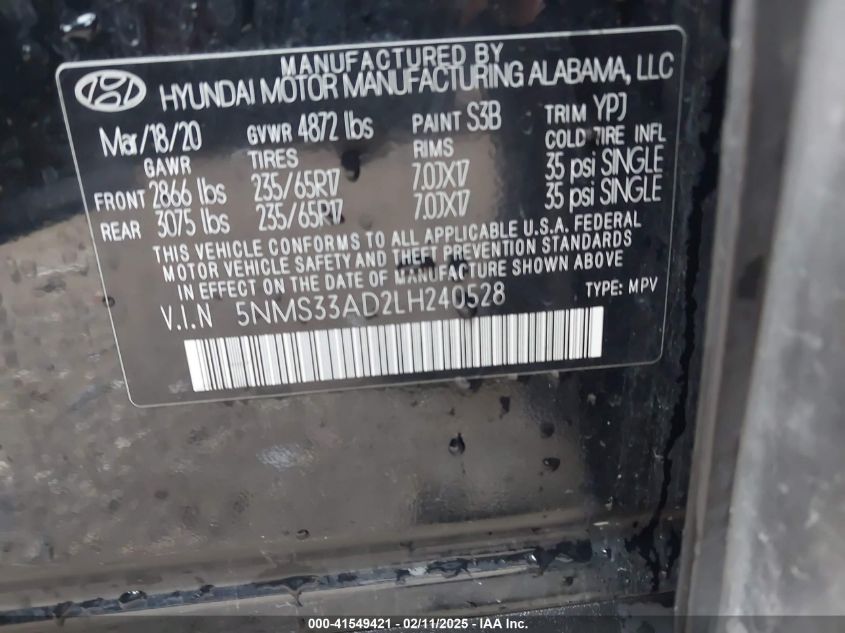 MANUFACTURED BY
HYUNDAI MOTOR MANUFACTURING ALABAMA, LLC
Mar/18/20 GVWR 4872 lbs PAINT S3B TRIM YPJ
GAWR TIRES RIMS COLD TIRE INFL
FRONT 2866 lbs 235/65R17 7.0JX17 35 psi SINGLE
REAR 3075 lbs 235/65R17 7.0JX17 35 psi SINGLE
THIS VEHICLE CONFORMS TO ALL APPLICABLE U.S.A. FEDERAL
MOTOR VEHICLE SAFETY AND THEFT PREVENTION STANDARDS
IN EFFECT ON THE DATE OF MANUFACTURE SHOWN ABOVE
V.I.N 5NMS33AD2LH240528 TYPE: MPV
000-41549421 - 02/11/2025 - IAA Inc.